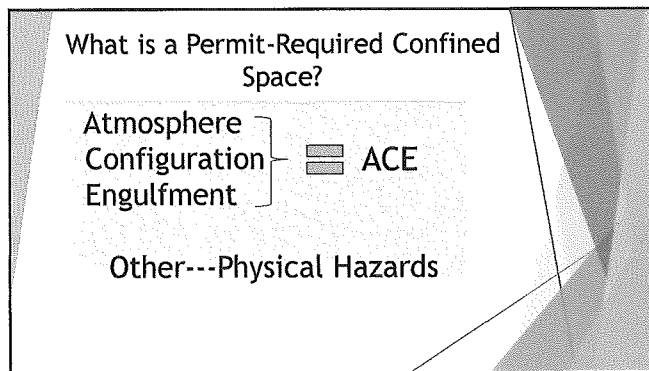 What is a Permit-Required Confined
Space?
Atmosphere
Configuration
Engulfment
= ACE
Other---Physical Hazards